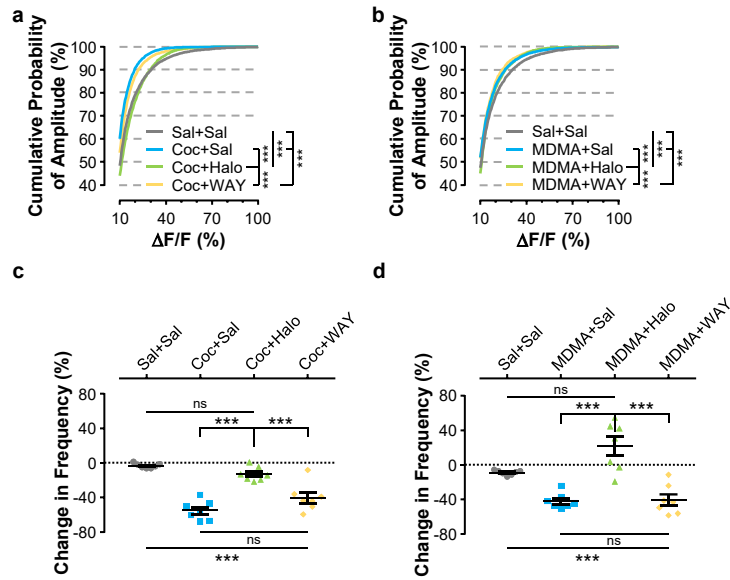 a
Cumulative Probability
of Amplitude (%)
100
90
80
70
60
50
40
Sal+Sal
Coc+Sal
Coc+Halo
Coc+WAY
***
***
***
***
10
40
70
100
ΔF/F (%)
b
Cumulative Probability
of Amplitude (%)
100
90
80
70
60
50
40
Sal+Sal
MDMA+Sal
MDMA+Halo
MDMA+WAY
***
***
***
***
10
40
70
100
ΔF/F (%)
c
Sal+Sal
Coc+Sal
Coc+Halo
Coc+WAY
Change in Frequency (%)
80
40
0
-40
-80
ns
***
***
ns
***
d
Sal+Sal
MDMA+Sal
MDMA+Halo
MDMA+WAY
Change in Frequency (%)
80
40
0
-40
-80
ns
***
***
ns
***